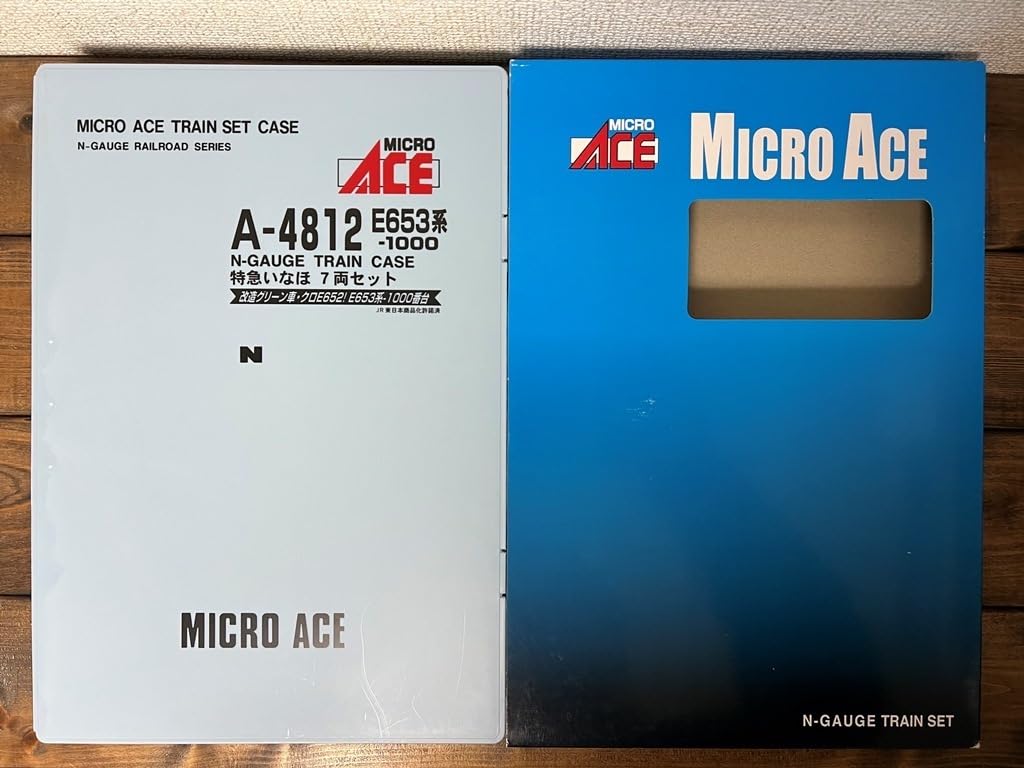 MICRO ACE TRAIN SET CASE
N-GAUGE RAILROAD SERIES
MICRO
ACE
A-4812 E653系
-1000
N-GAUGE TRAIN CASE
特急いなほ 7両セット
改造グリーン車・クロE652! E653系-1000番台
JR東日本商品化許諾済
N
MICRO ACE
MICRO
ACE
MICRO ACE
N-GAUGE TRAIN SET